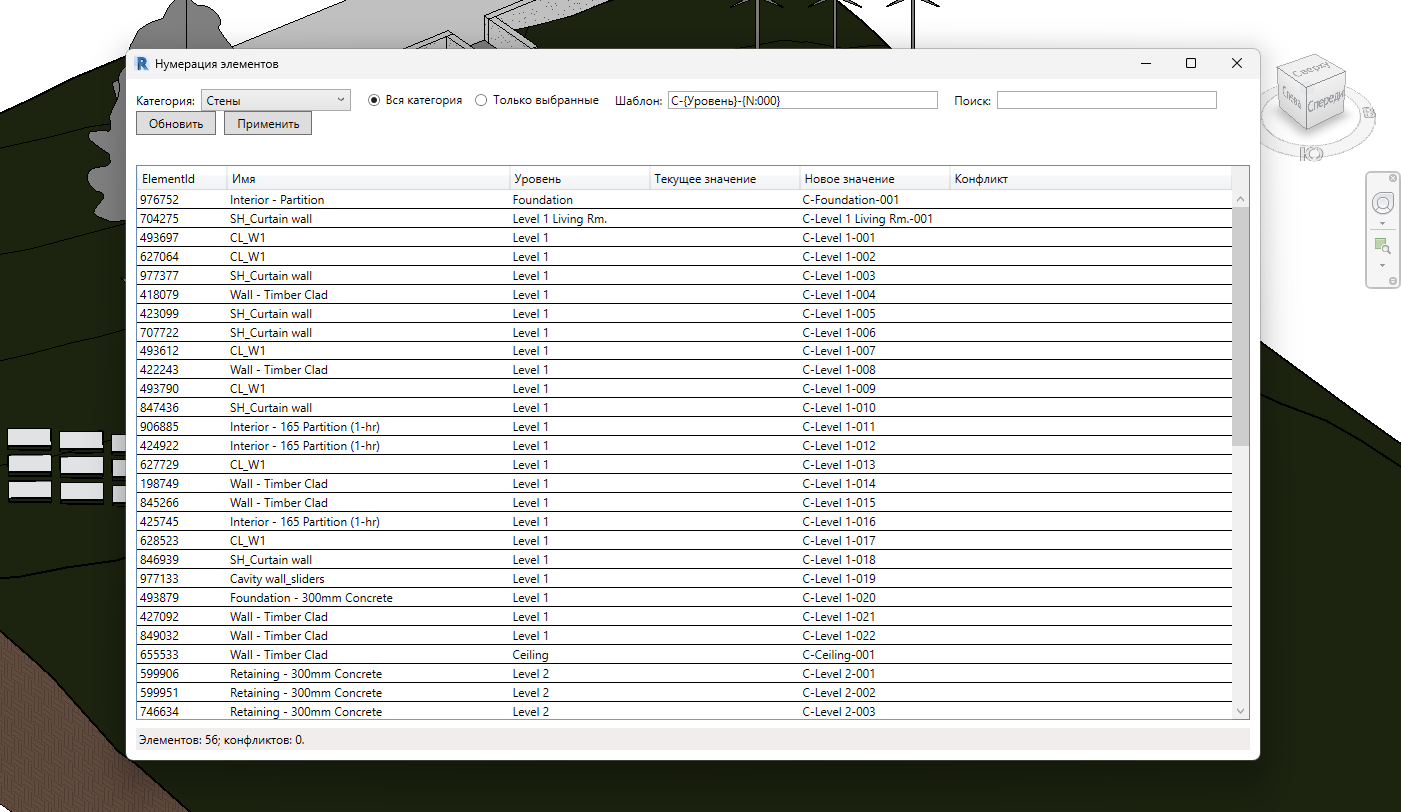 Нумерация элементов
Категория: Стены Вся категория Только выбранные Шаблон: С-{Уровень}-{N:000} Поиск:
Обновить Применить
ElementId Имя Уровень Текущее значение Новое значение Конфликт
976752 Interior - Partition Foundation С-Foundation-001
704275 SH_Curtain wall Level 1 Living Rm. С-Level 1 Living Rm.-001
493697 CL_W1 Level 1 С-Level 1-001
627064 CL_W1 Level 1 С-Level 1-002
977377 SH_Curtain wall Level 1 С-Level 1-003
418079 Wall - Timber Clad Level 1 С-Level 1-004
423099 SH_Curtain wall Level 1 С-Level 1-005
707722 SH_Curtain wall Level 1 С-Level 1-006
493612 CL_W1 Level 1 С-Level 1-007
422243 Wall - Timber Clad Level 1 С-Level 1-008
493790 CL_W1 Level 1 С-Level 1-009
847436 SH_Curtain wall Level 1 С-Level 1-010
906885 Interior - 165 Partition (1-hr) Level 1 С-Level 1-011
424922 Interior - 165 Partition (1-hr) Level 1 С-Level 1-012
627729 CL_W1 Level 1 С-Level 1-013
198749 Wall - Timber Clad Level 1 С-Level 1-014
845266 Wall - Timber Clad Level 1 С-Level 1-015
425745 Interior - 165 Partition (1-hr) Level 1 С-Level 1-016
628523 CL_W1 Level 1 С-Level 1-017
846939 SH_Curtain wall Level 1 С-Level 1-018
977133 Cavity wall_sliders Level 1 С-Level 1-019
493879 Foundation - 300mm Concrete Level 1 С-Level 1-020
427092 Wall - Timber Clad Level 1 С-Level 1-021
849032 Wall - Timber Clad Level 1 С-Level 1-022
655533 Wall - Timber Clad Ceiling С-Ceiling-001
599906 Retaining - 300mm Concrete Level 2 С-Level 2-001
599951 Retaining - 300mm Concrete Level 2 С-Level 2-002
746634 Retaining - 300mm Concrete Level 2 С-Level 2-003
Элементов: 56; конфликтов: 0.
Сверху
Слева Спереди
В
Ю